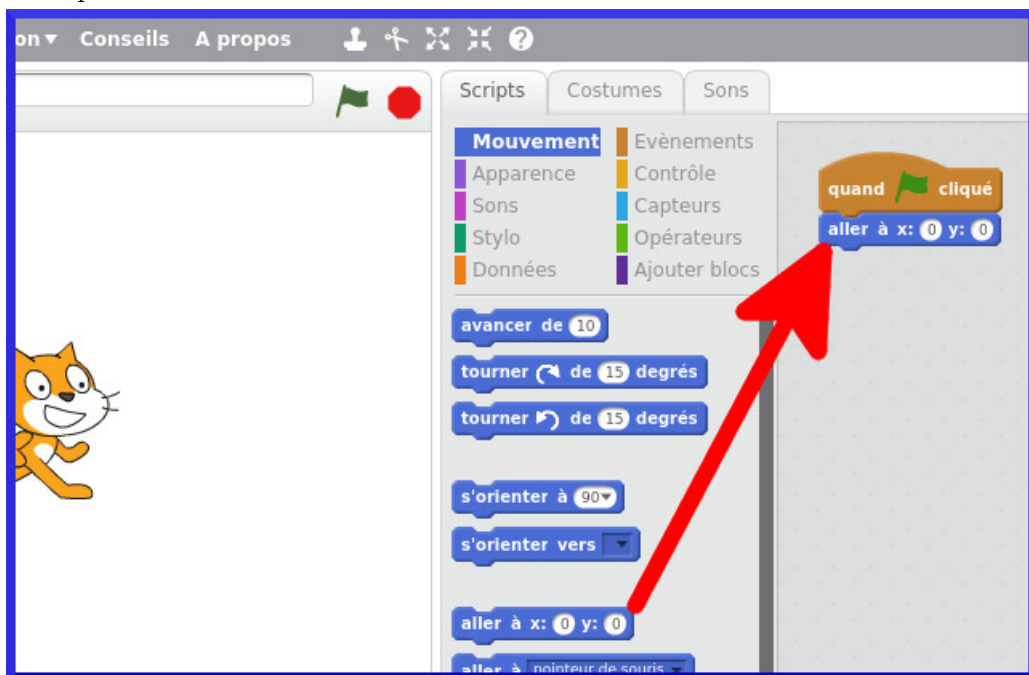 on Conseils A propos
Scripts Costumes Sons
Mouvement Evènements
Apparence Contrôle
Sons Capteurs
Stylo Opérateurs
Données Ajouter blocs
quand cliqué
aller à x: 0 y: 0
avancer de 10
tourner de 15 degrés
tourner de 15 degrés
s'orienter à 90
s'orienter vers
aller à x: 0 y: 0
aller à pointeur de souris